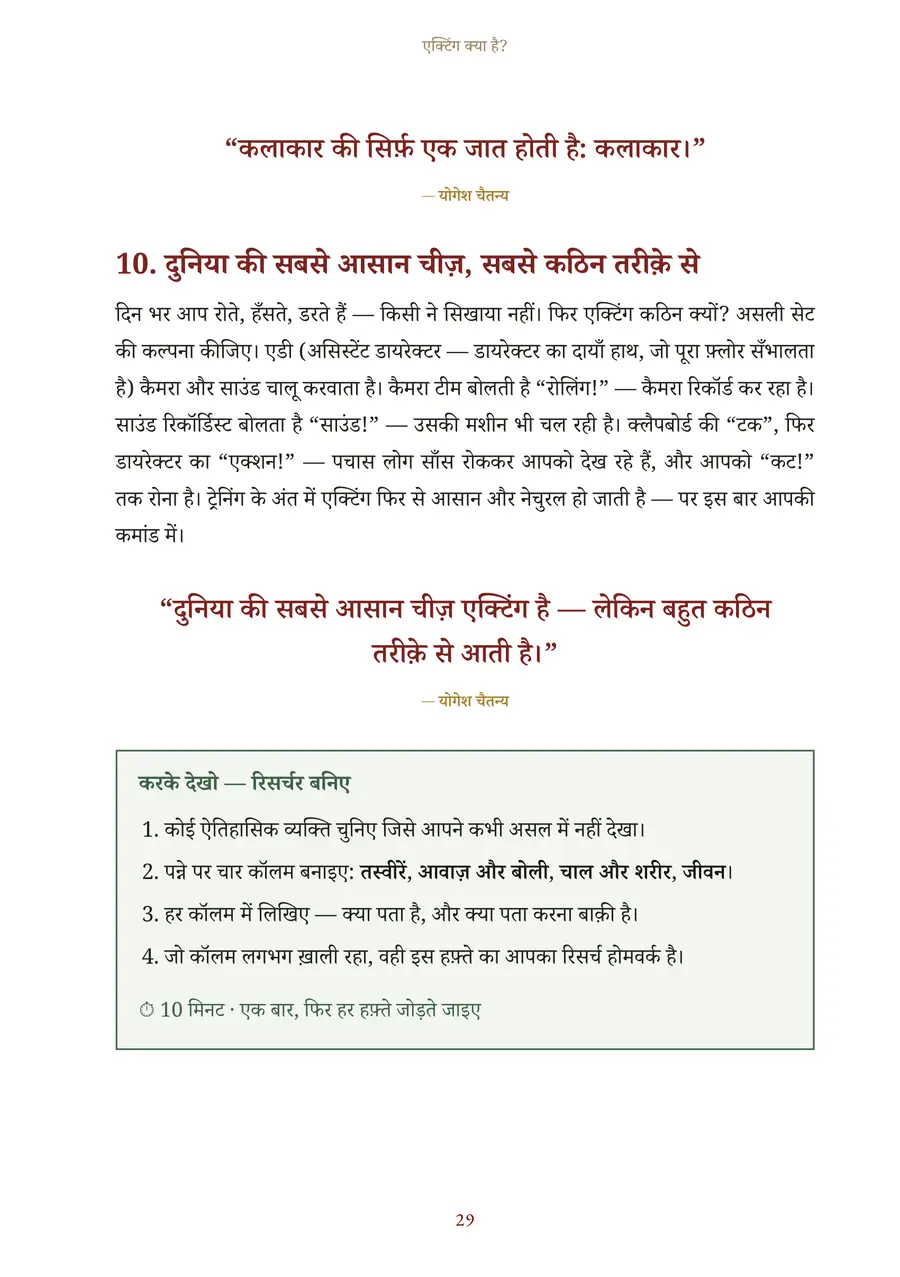 एक्टिंग क्या है?
“कलाकार की सिर्फ़ एक जात होती है: कलाकार।”
— योगेश चैतन्य
10. दुनिया की सबसे आसान चीज़, सबसे कठिन तरीक़े से
दिन भर आप रोते, हँसते, डरते हैं — किसी ने सिखाया नहीं। फिर एक्टिंग कठिन क्यों? असली सेट
की कल्पना कीजिए। एडी (असिस्टेंट डायरेक्टर — डायरेक्टर का दायाँ हाथ, जो पूरा फ़्लोर सँभालता
है) कैमरा और साउंड चालू करवाता है। कैमरा टीम बोलती है “रोलिंग!” — कैमरा रिकॉर्ड कर रहा है।
साउंड रिकॉर्डिस्ट बोलता है “साउंड!” — उसकी मशीन भी चल रही है। क्लैपबोर्ड की “टक”, फिर
डायरेक्टर का “एक्शन!” — पचास लोग साँस रोककर आपको देख रहे हैं, और आपको “कट!”
तक रोना है। ट्रेनिंग के अंत में एक्टिंग फिर से आसान और नेचुरल हो जाती है — पर इस बार आपकी
कमांड में।
“दुनिया की सबसे आसान चीज़ एक्टिंग है — लेकिन बहुत कठिन
तरीक़े से आती है।”
— योगेश चैतन्य
करके देखो — रिसर्चर बनिए
1. कोई ऐतिहासिक व्यक्ति चुनिए जिसे आपने कभी असल में नहीं देखा।
2. पन्ने पर चार कॉलम बनाइए: तस्वीरें, आवाज़ और बोली, चाल और शरीर, जीवन।
3. हर कॉलम में लिखिए — क्या पता है, और क्या पता करना बाक़ी है।
4. जो कॉलम लगभग ख़ाली रहा, वही इस हफ़्ते का आपका रिसर्च होमवर्क है।
⏱ 10 मिनट · एक बार, फिर हर हफ़्ते जोड़ते जाइए
29